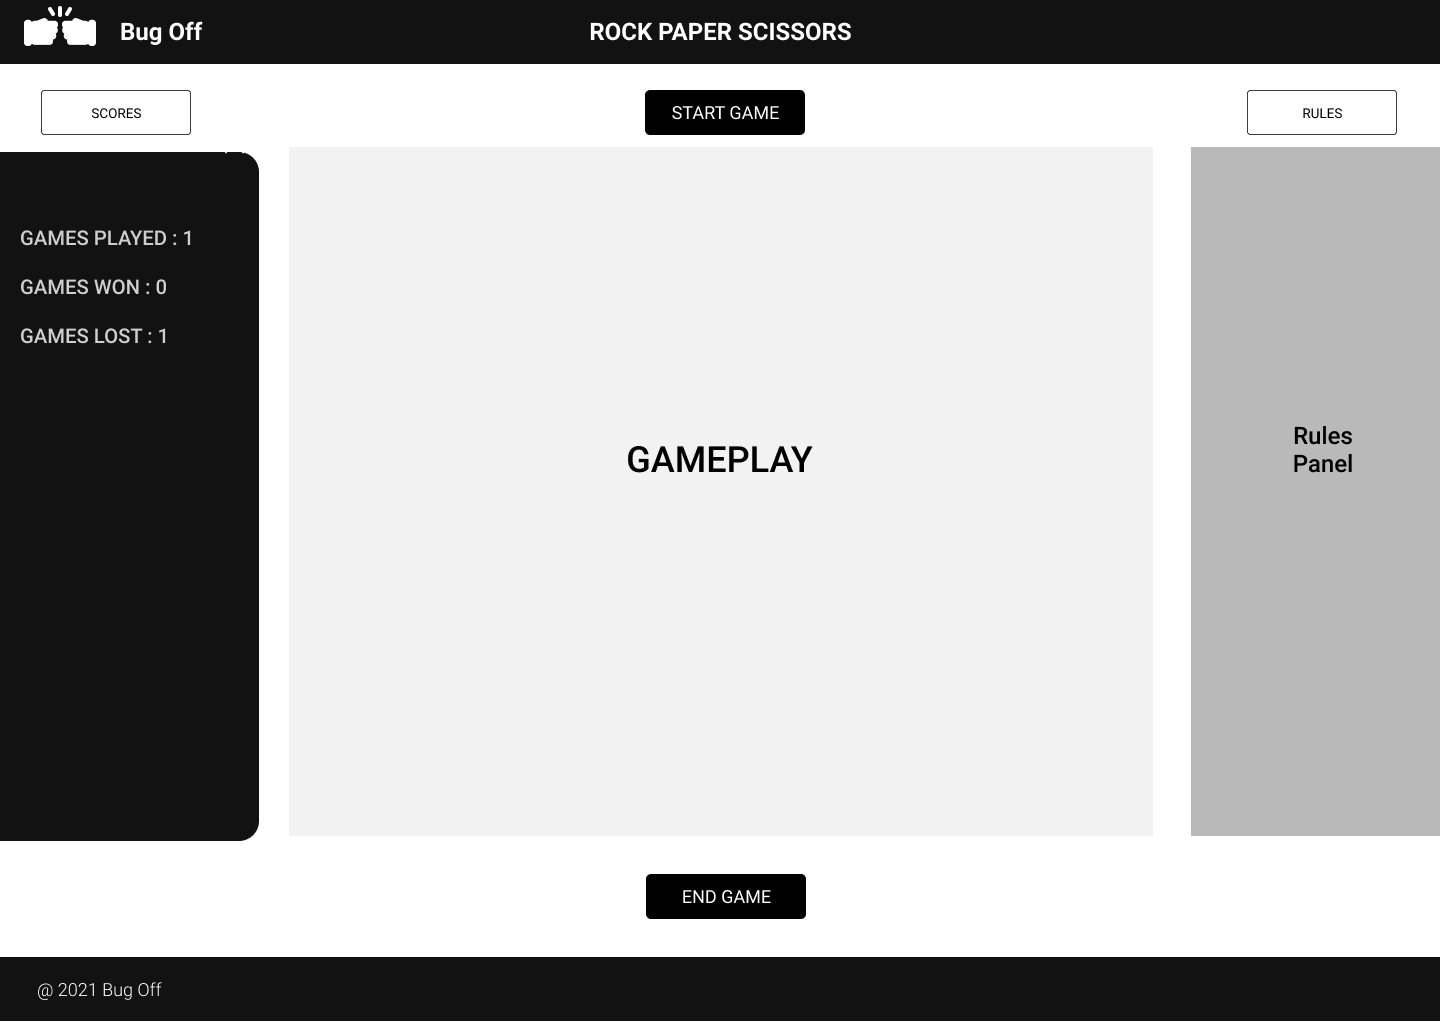 Bug Off
ROCK PAPER SCISSORS
SCORES
START GAME
RULES
GAMES PLAYED : 1
GAMES WON : 0
GAMES LOST : 1
GAMEPLAY
Rules
Panel
END GAME
@ 2021 Bug Off